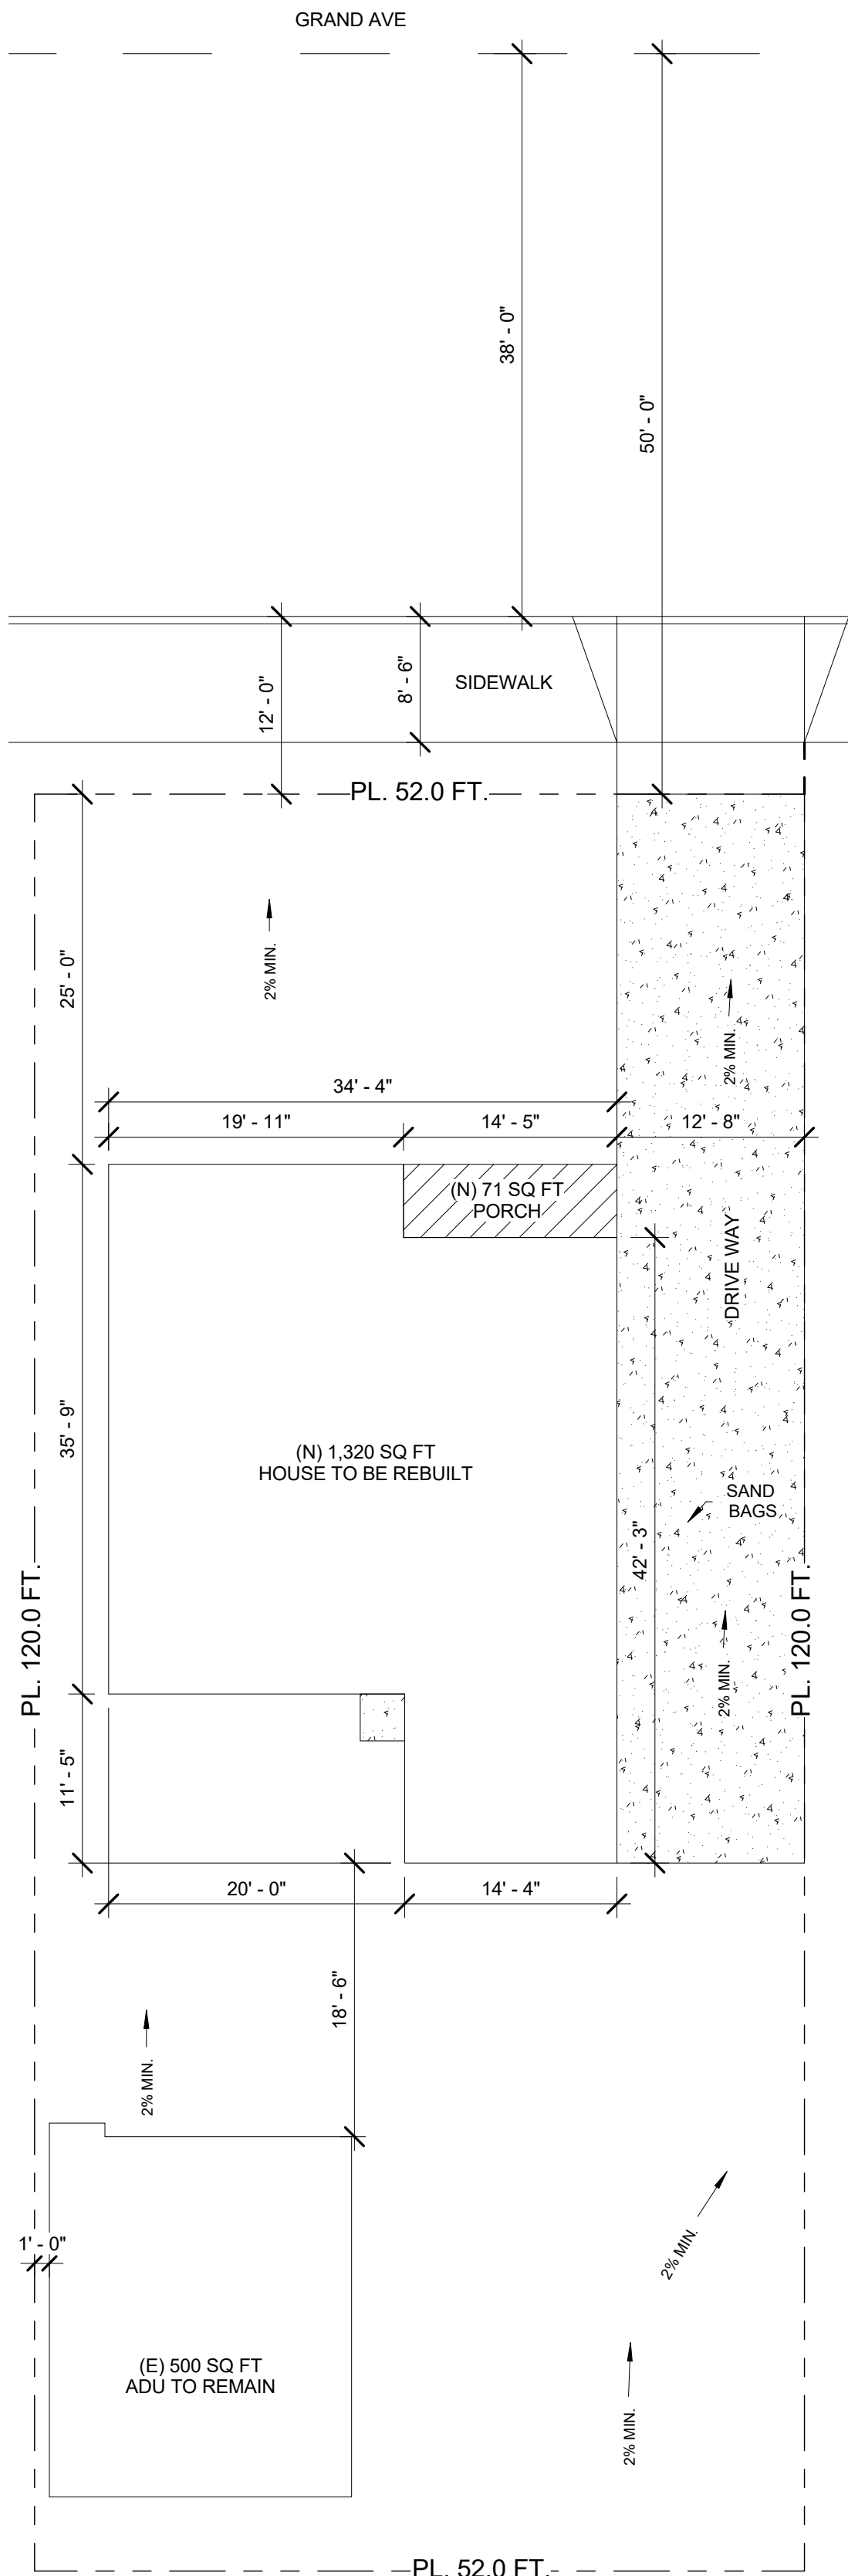 GRAND AVE
38' - 0"
50' - 0"
12' - 0"
8' - 6"
SIDEWALK
PL. 52.0 FT.
25' - 0"
2% MIN.
2% MIN.
34' - 4"
19' - 11"
14' - 5"
12' - 8"
(N) 71 SQ FT
PORCH
DRIVE WAY
35' - 9"
(N) 1,320 SQ FT
HOUSE TO BE REBUILT
SAND
BAGS
42' - 3"
PL. 120.0 FT.
PL. 120.0 FT.
2% MIN.
11' - 5"
20' - 0"
14' - 4"
18' - 6"
2% MIN.
1' - 0"
2% MIN.
(E) 500 SQ FT
ADU TO REMAIN
2% MIN.
PL. 52.0 FT.